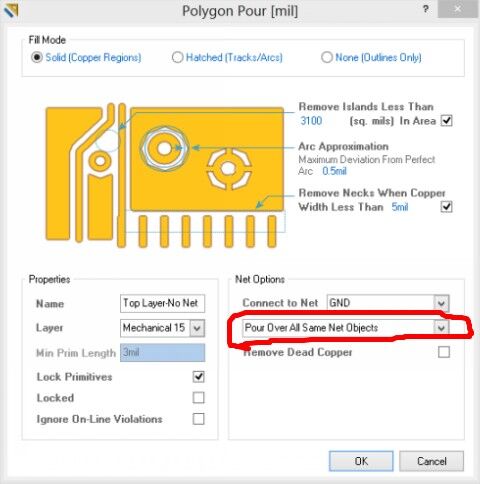 Polygon Pour [mil]
?
Fill Mode
Solid (Copper Regions)
Hatched (Tracks/Arcs)
None (Outlines Only)
Remove Islands Less Than
3100 (sq. mils) In Area
Arc Approximation
Maximum Deviation From Perfect
Arc 0.5mil
Remove Necks When Copper
Width Less Than 5mil
Properties
Name Top Layer-No Net
Layer Mechanical 15
Min Prim Length 3mil
Lock Primitives
Locked
Ignore On-Line Violations
Net Options
Connect to Net GND
Pour Over All Same Net Objects
Remove Dead Copper
OK
Cancel